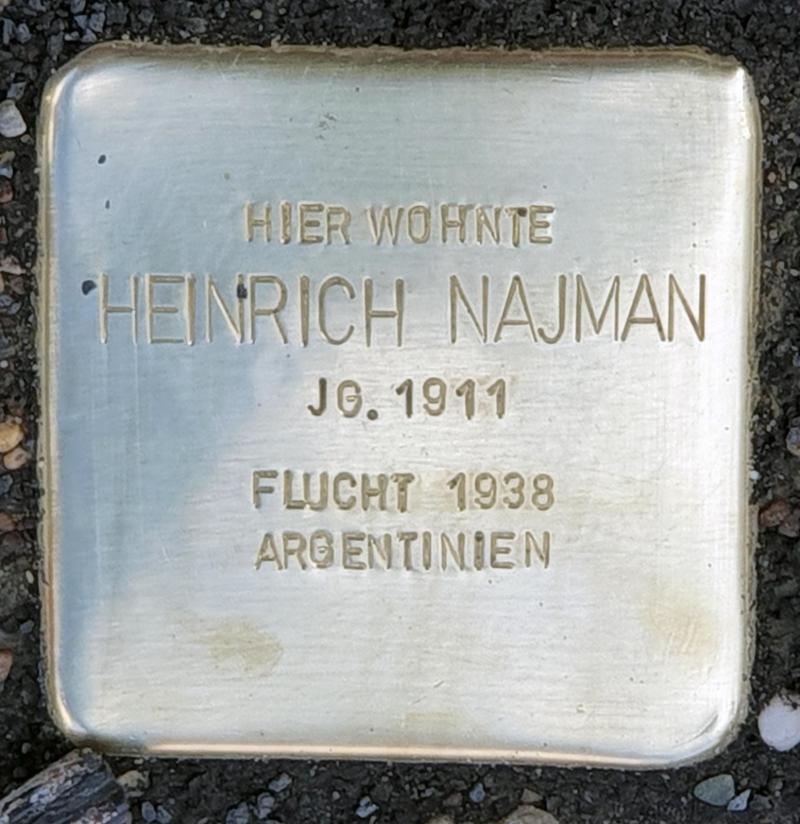 HIER WOHNTE
HEINRICH NAJMAN
JG. 1911
FLUCHT 1938
ARGENTINIEN